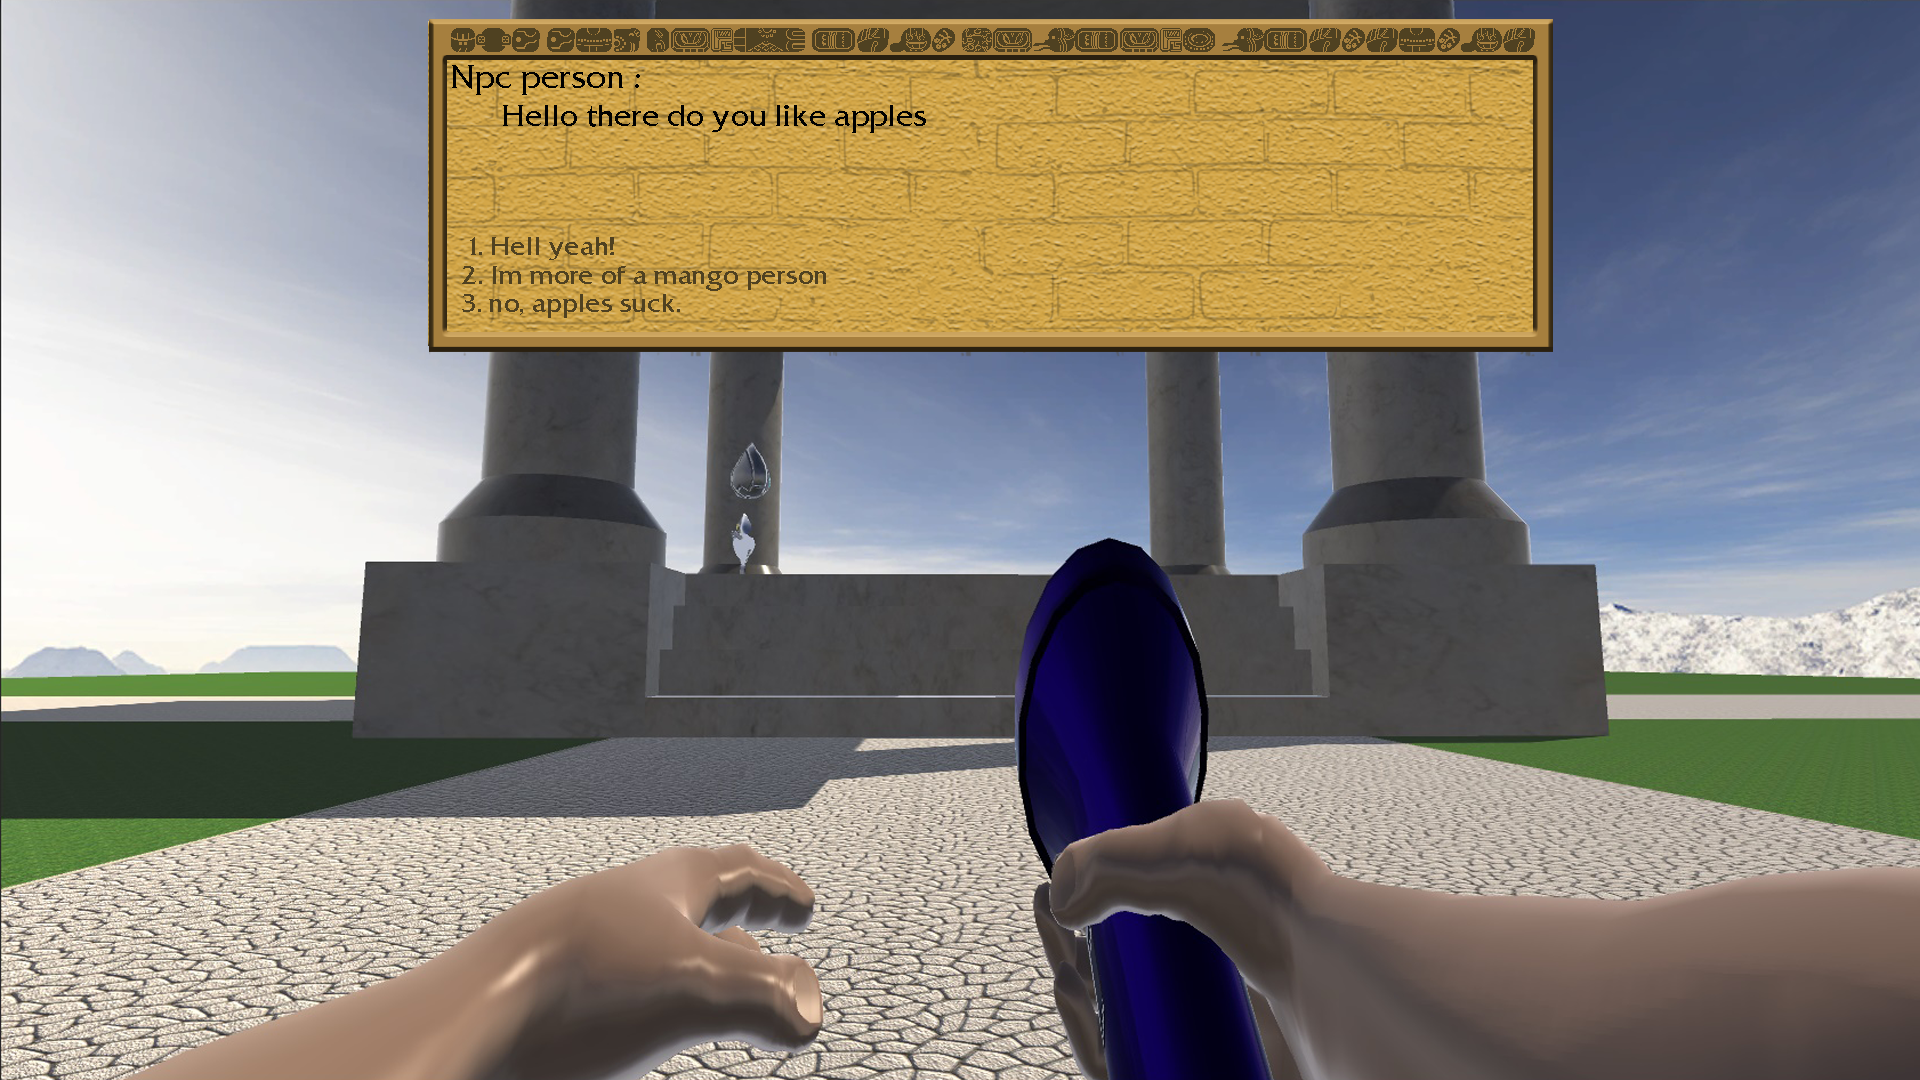 Npc person :
Hello there do you like apples
1. Hell yeah!
2. Im more of a mango person
3. no, apples suck.